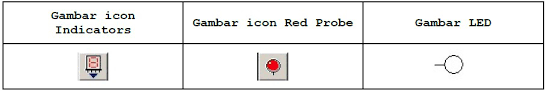 Gambar icon
Indicators
Gambar icon Red Probe
Gambar LED